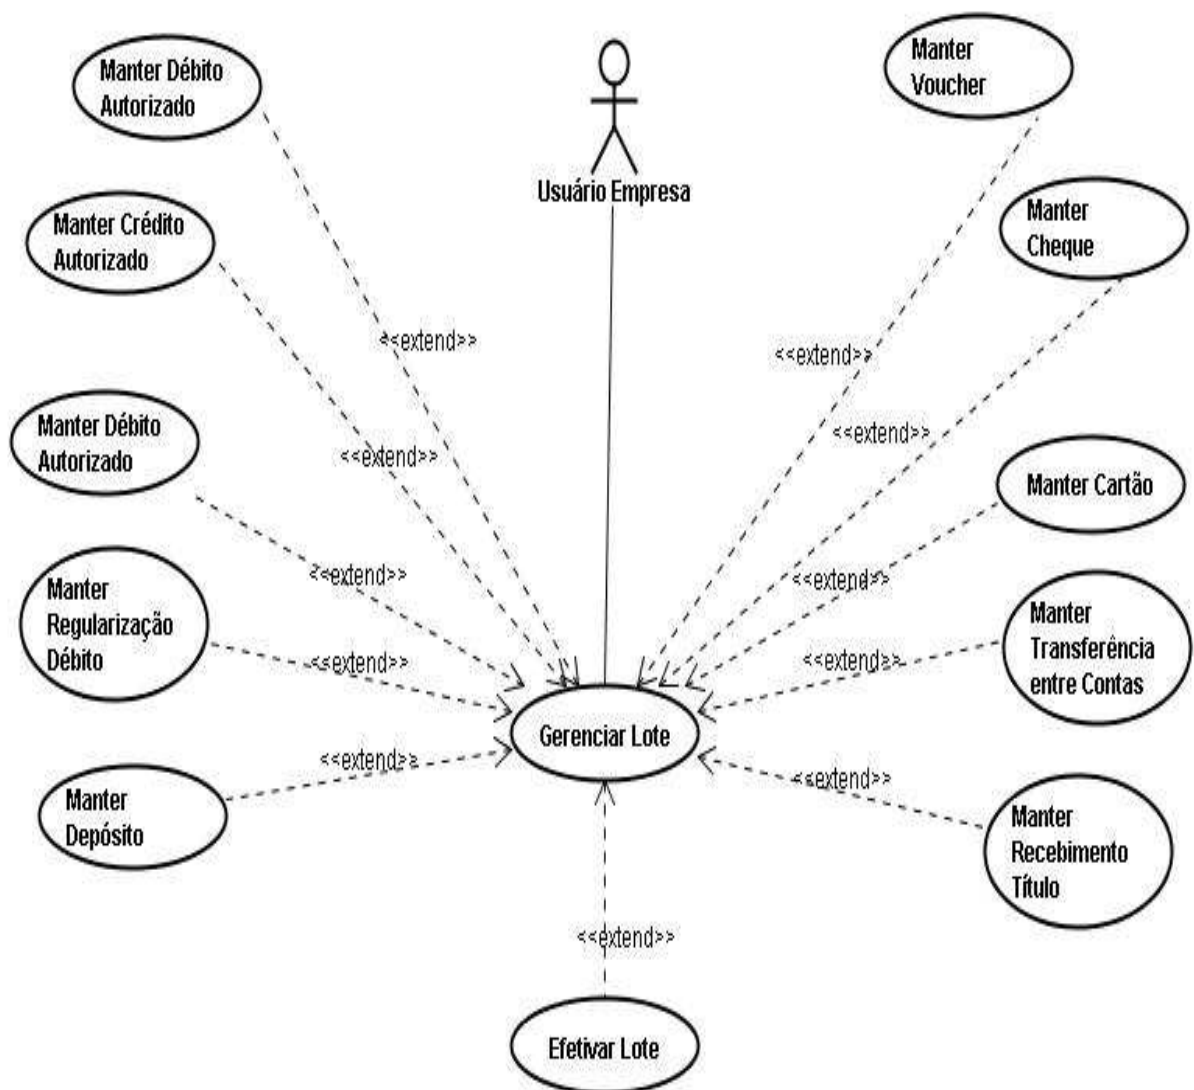 Manter Débito
Autorizado
Usuário Empresa
Manter
Voucher
Manter Crédito
Autorizado
Manter
Cheque
<<extend>>
<<extend>>
<<extend>>
<<extend>>
Manter Débito
Autorizado
Manter Cartão
<<extend>>
<<extend>>
Manter
Regularização
Débito
Manter
Transferência
entre Contas
<<extend>>
<<extend>>
Gerenciar Lote
<<extend>>
<<extend>>
Manter
Depósito
Manter
Recebimento
Título
<<extend>>
Efetivar Lote